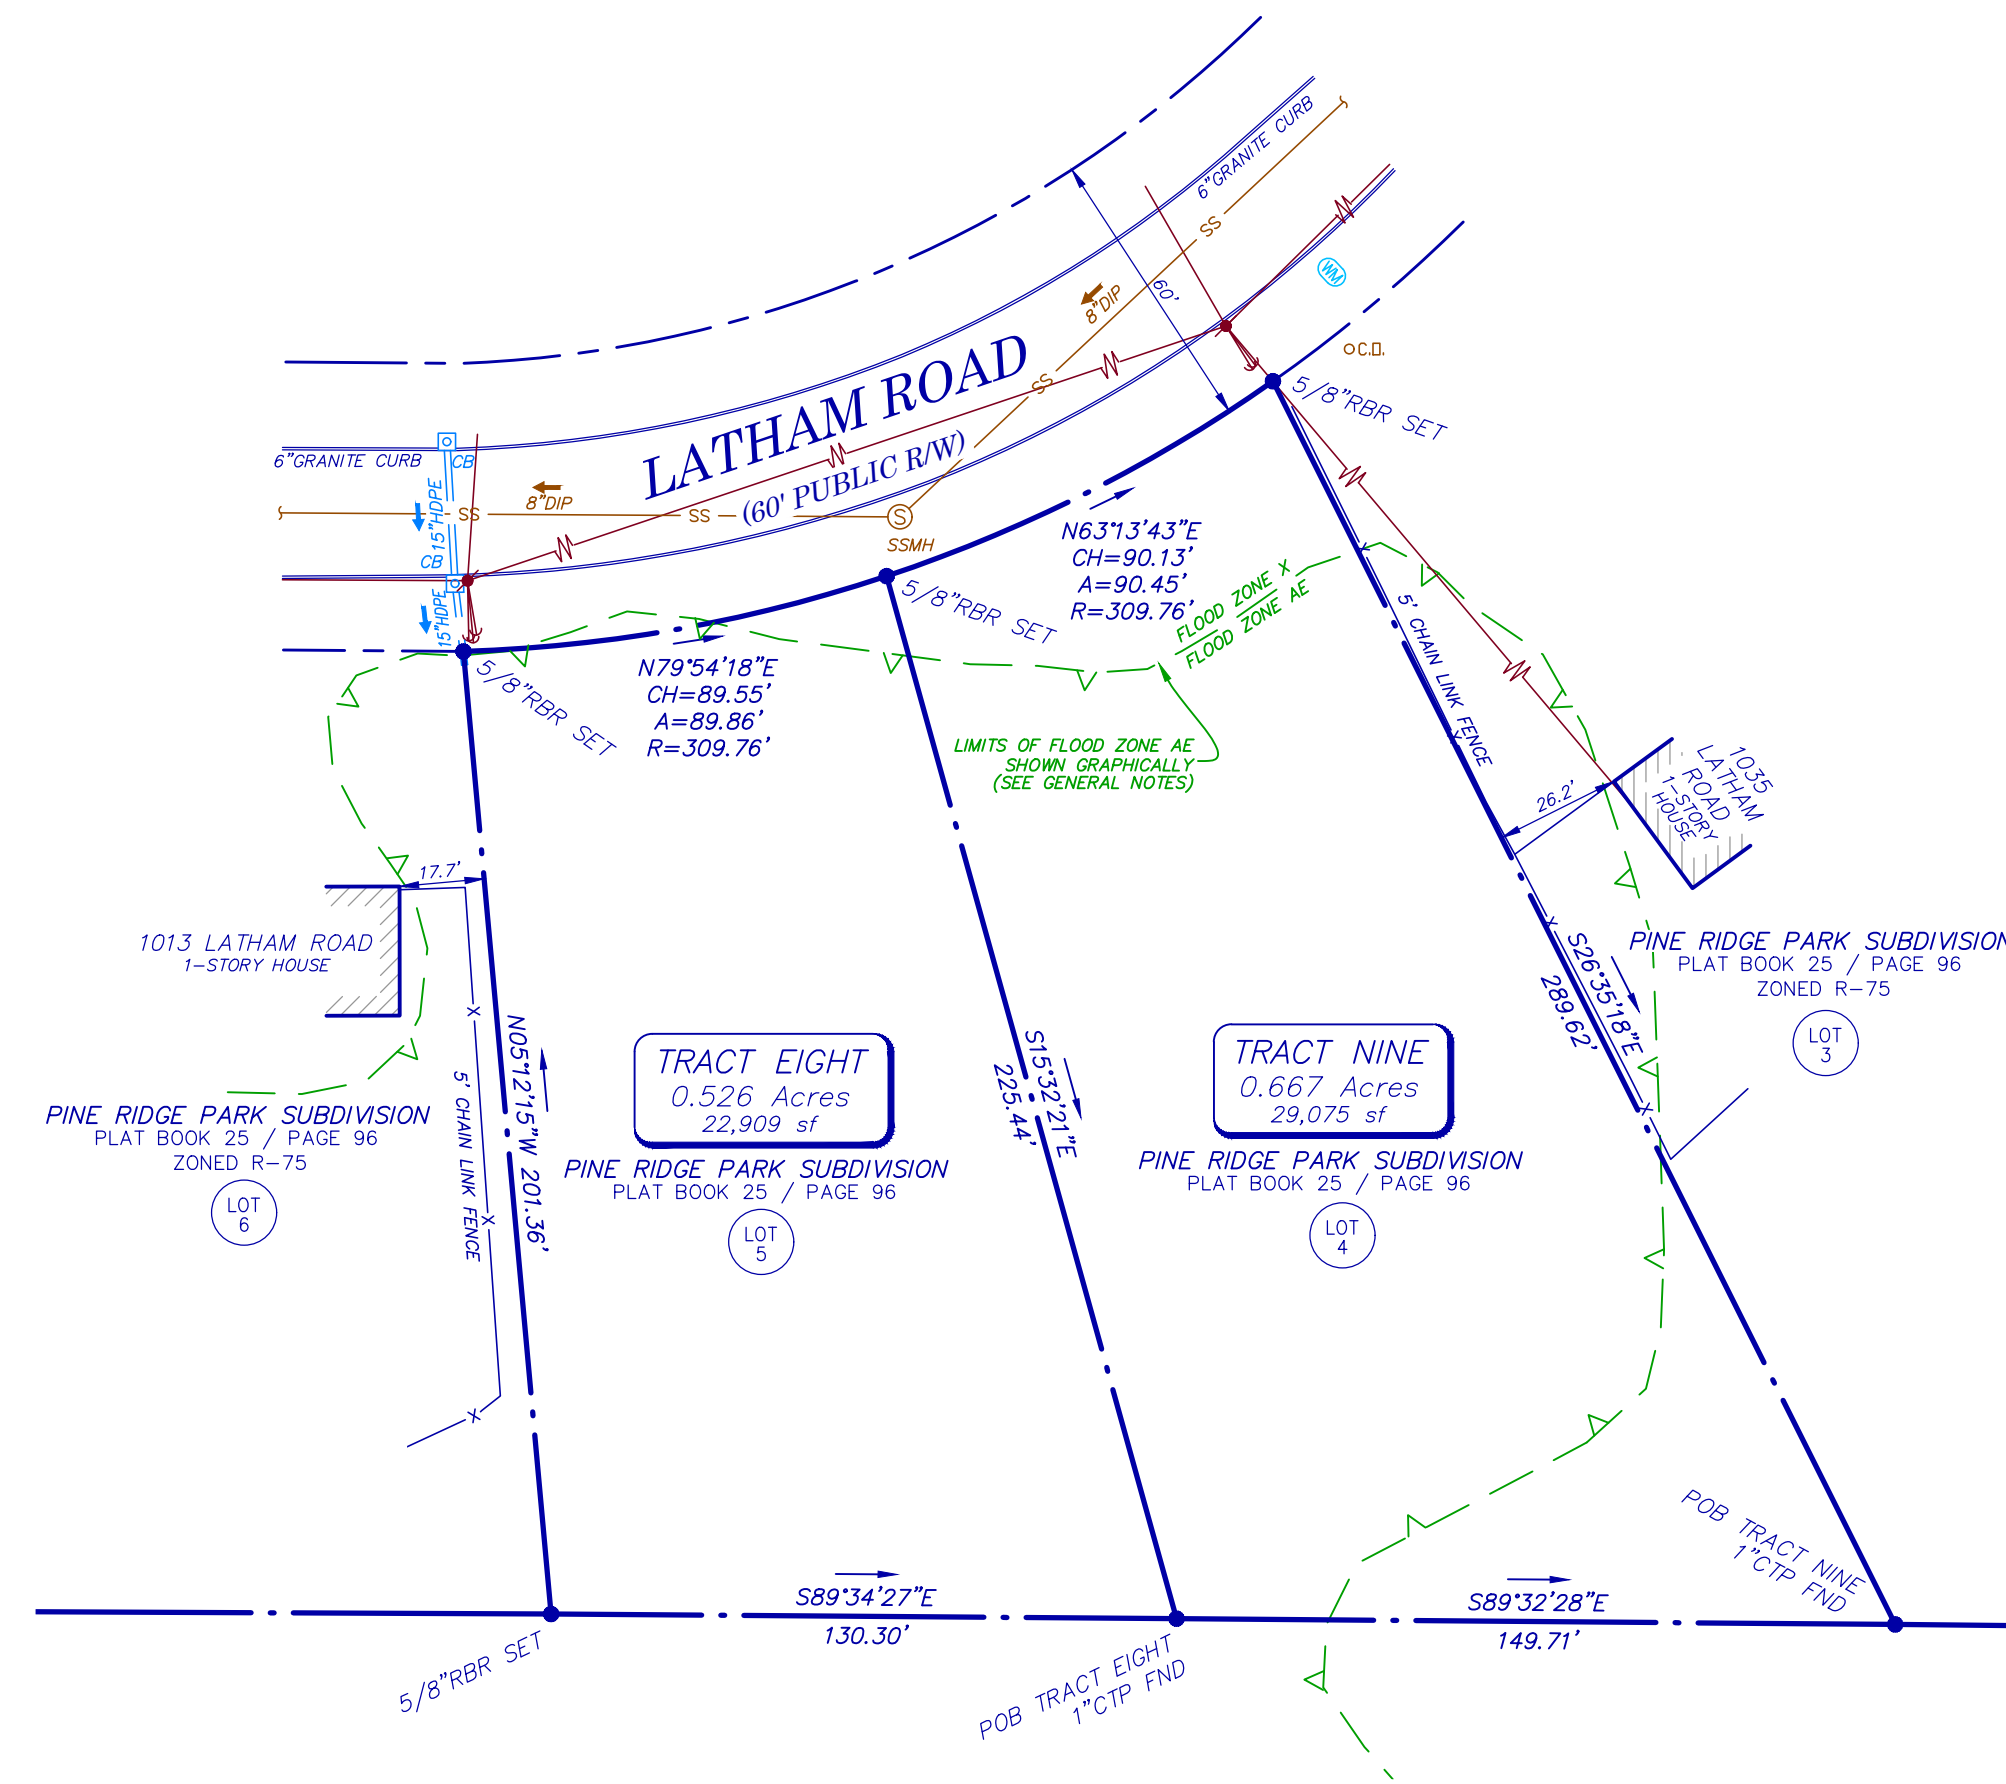 6"GRANITE CURB
SS
8"DIP
60'
WM
C.O.
LATHAM ROAD
(60' PUBLIC R/W)
SS
5/8"RBR SET
6"GRANITE CURB
CB
15"HDPE
8"DIP
SS
SS
S
SSMH
CB
15"HDPE
N63°13'43"E
CH=90.13'
A=90.45'
R=309.76'
5/8"RBR SET
FLOOD ZONE X
FLOOD ZONE AE
5' CHAIN LINK FENCE
5/8"RBR SET
N79°54'18"E
CH=89.55'
A=89.86'
R=309.76'
LIMITS OF FLOOD ZONE AE
SHOWN GRAPHICALLY
(SEE GENERAL NOTES)
26.2'
1035
LATHAM
ROAD
1-STORY
HOUSE
17.7'
1013 LATHAM ROAD
1-STORY HOUSE
PINE RIDGE PARK SUBDIVISION
PLAT BOOK 25 / PAGE 96
ZONED R-75
LOT
3
S26°35'18"E
289.62'
N05°12'15"W 201.36'
5' CHAIN LINK FENCE
TRACT EIGHT
0.526 Acres
22,909 sf
S15°32'21"E
225.44'
TRACT NINE
0.667 Acres
29,075 sf
PINE RIDGE PARK SUBDIVISION
PLAT BOOK 25 / PAGE 96
ZONED R-75
LOT
6
PINE RIDGE PARK SUBDIVISION
PLAT BOOK 25 / PAGE 96
LOT
5
PINE RIDGE PARK SUBDIVISION
PLAT BOOK 25 / PAGE 96
LOT
4
POB TRACT NINE
1"CTP FND
S89°34'27"E
130.30'
S89°32'28"E
149.71'
5/8"RBR SET
POB TRACT EIGHT
1"CTP FND